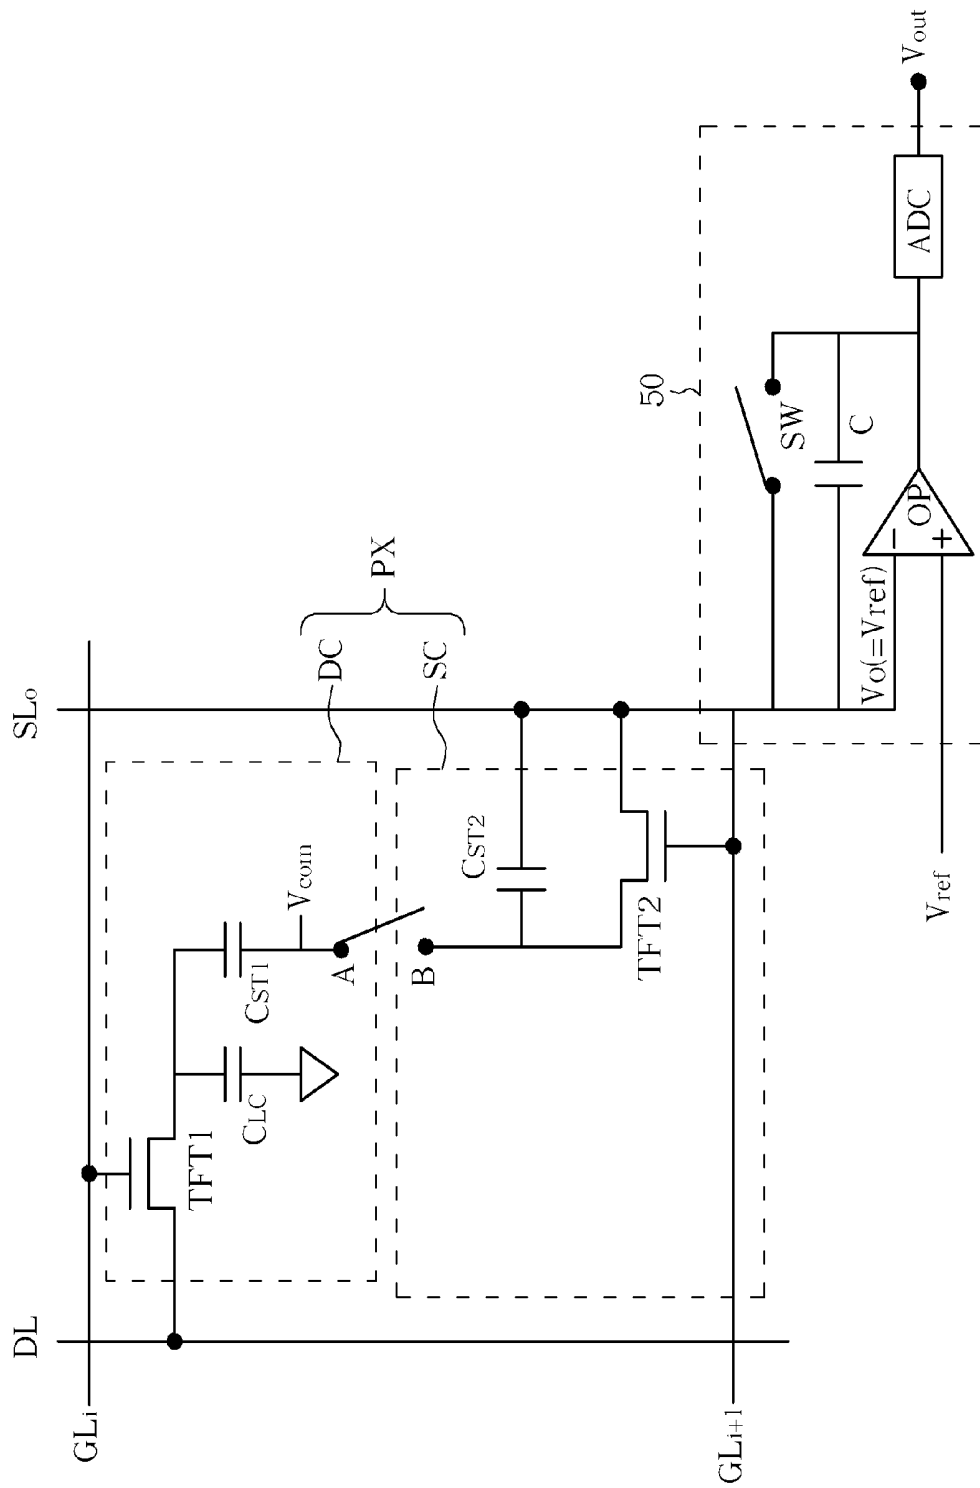 DL
SLo
GLi
TFT1
CLC
CST1
Vcom
A
B
DC
SC
PX
CST2
TFT2
GLi+1
50
SW
C
Vo(=Vref)
OP
−
+
ADC
Vout
Vref